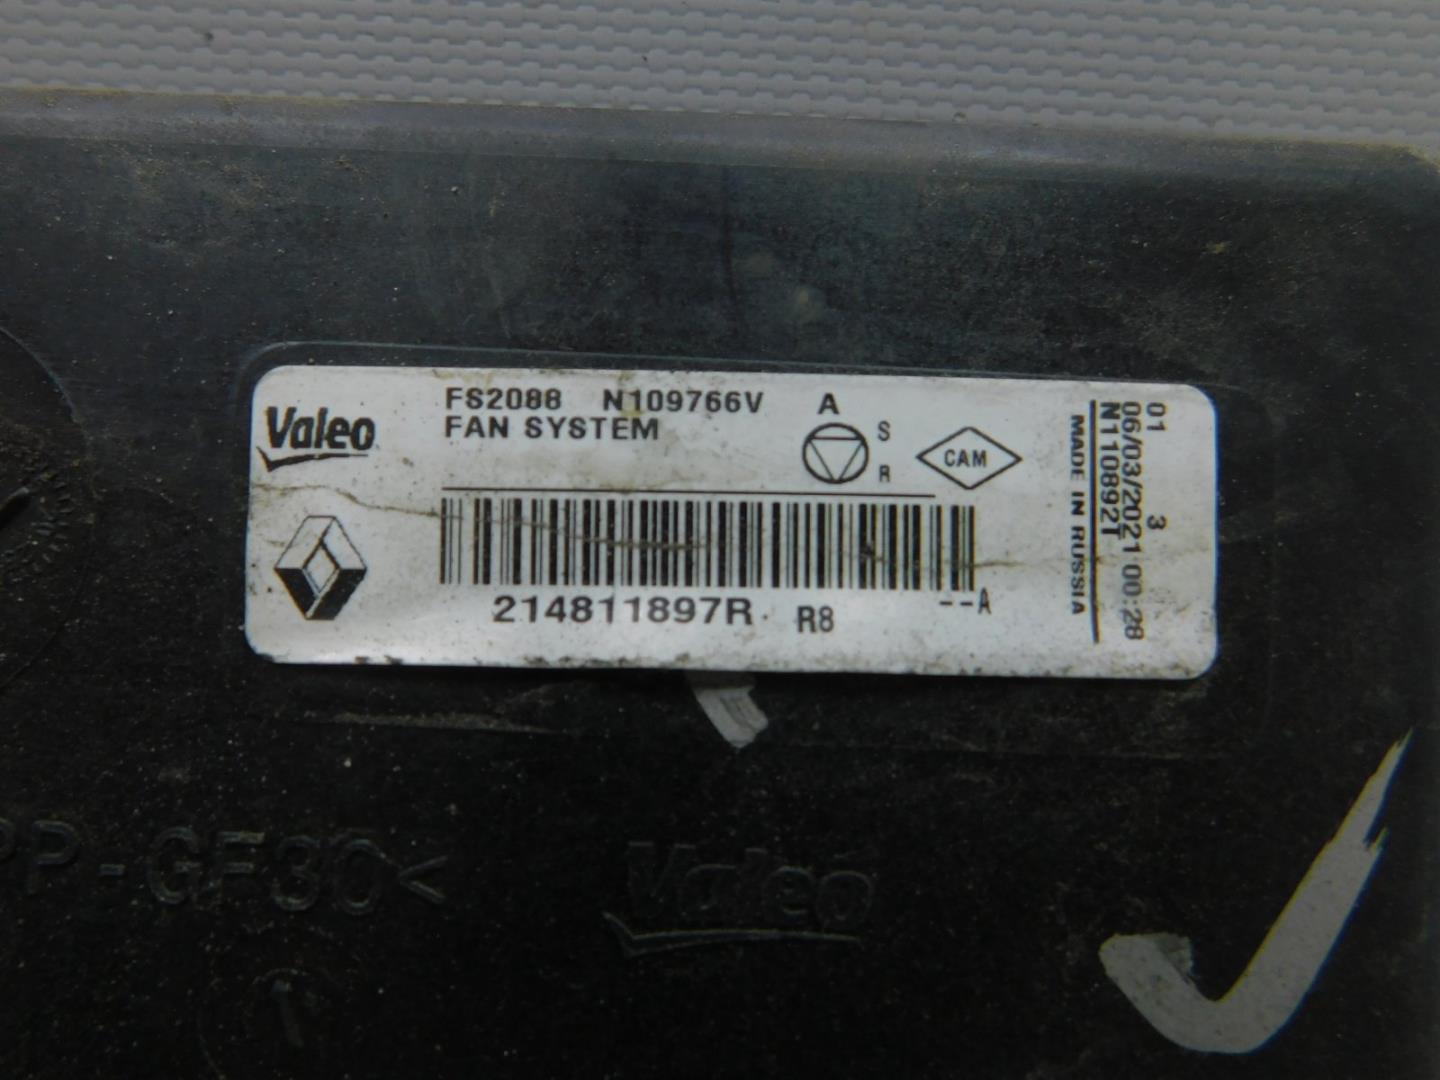 Valeo
FS2088 N109766V A
FAN SYSTEM
S
R
CAM
214811897R R8
--A
01 3
06/03/2021 00:28
N110892T
MADE IN RUSSIA
PP-GF30<
Valeo
1